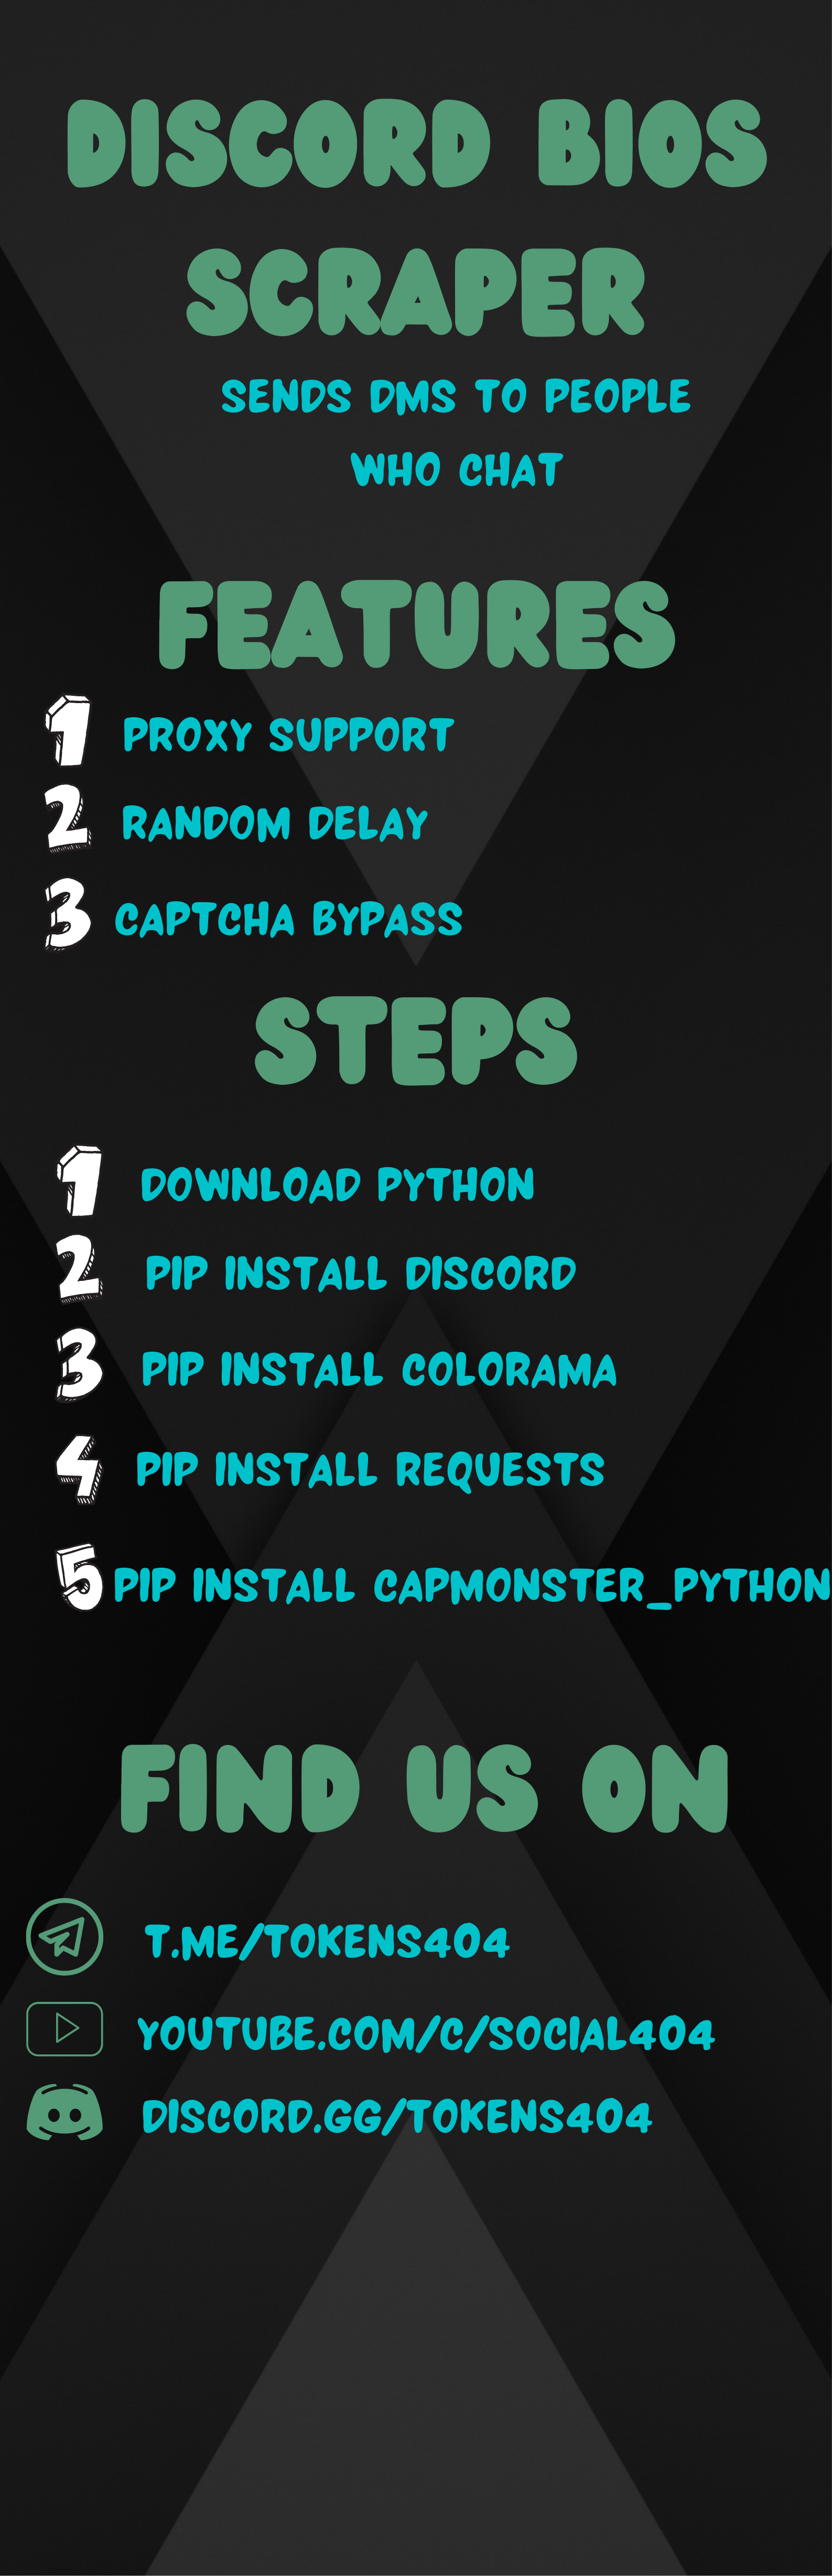 DISCORD BIOS
SCRAPER
SENDS DMS TO PEOPLE
WHO CHAT
FEATURES
1 PROXY SUPPORT
2 RANDOM DELAY
3 CAPTCHA BYPASS
STEPS
1 DOWNLOAD PYTHON
2 PIP INSTALL DISCORD
3 PIP INSTALL COLORAMA
4 PIP INSTALL REQUESTS
5 PIP INSTALL CAPMONSTER_PYTHON
FIND US ON
T.ME/TOKENS404
YOUTUBE.COM/C/SOCIAL404
DISCORD.GG/TOKENS404